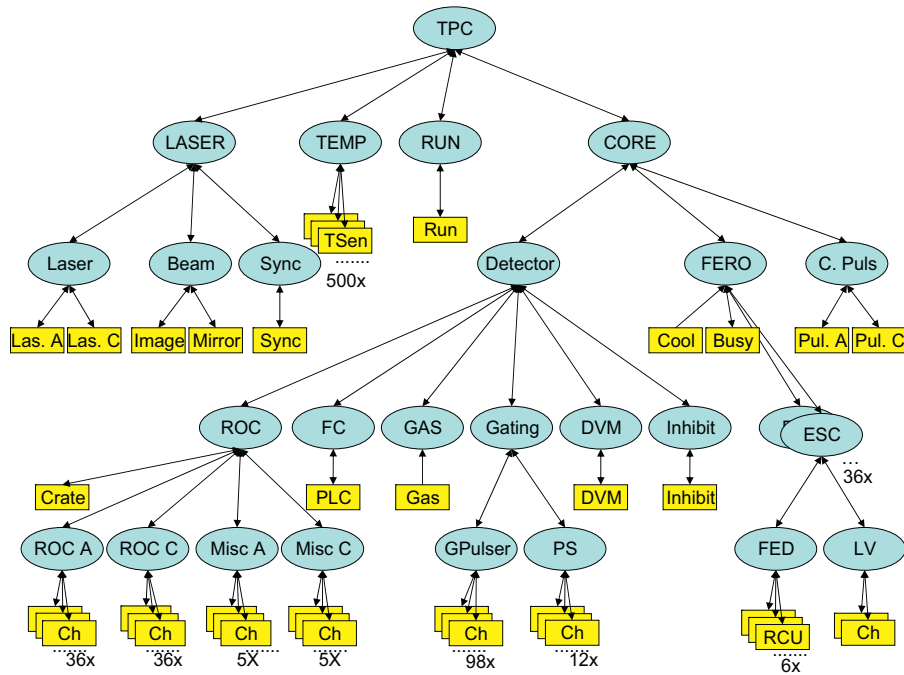 TPC
LASER TEMP RUN CORE
TSen Run
500x
Laser Beam Sync Detector FERO C. Puls
Las. A Las. C Image Mirror Sync Cool Busy Pul. A Pul. C
ROC FC GAS Gating DVM Inhibit ESC
36x
Crate PLC Gas DVM Inhibit
ROC A ROC C Misc A Misc C GPulser PS FED LV
Ch Ch Ch Ch Ch Ch RCU Ch
36x 36x 5X 5X 98x 12x 6x